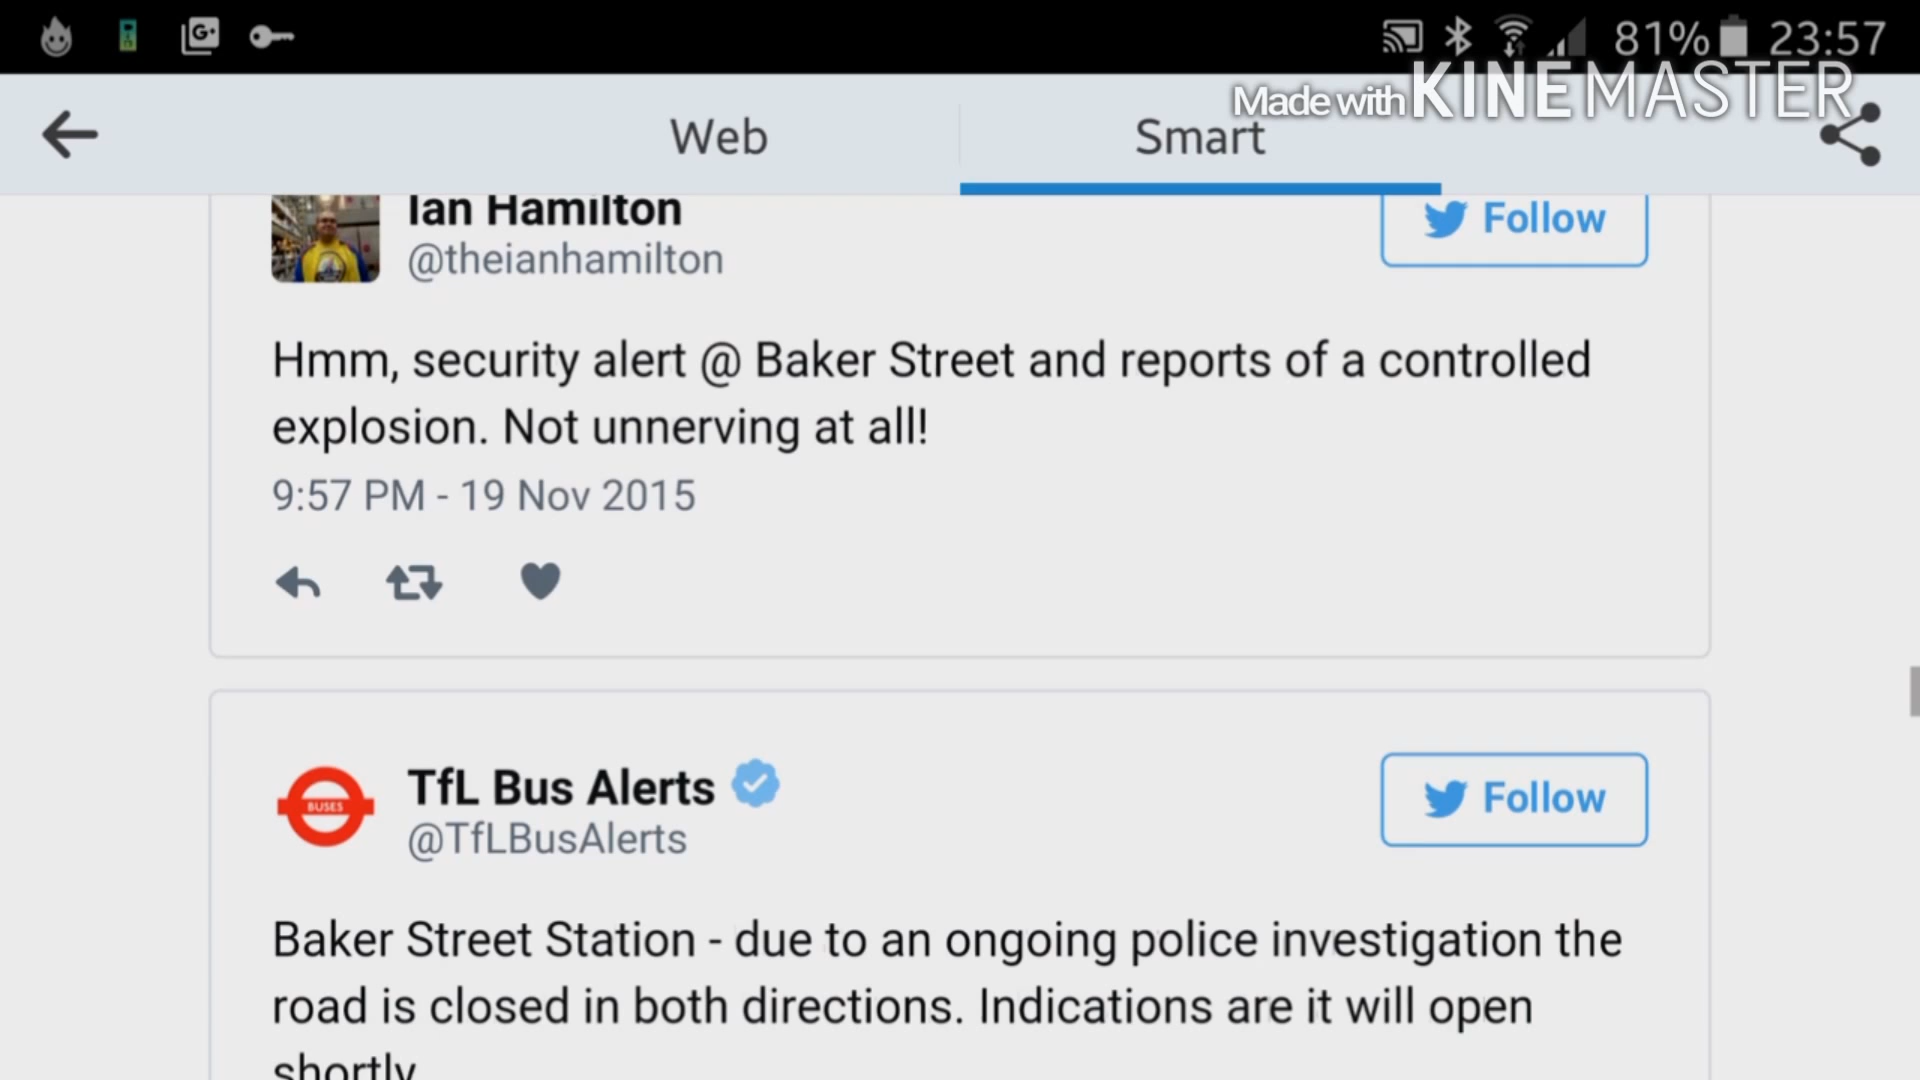 81% 23:57
Made with KINEMASTER
Web Smart
Ian Hamilton
@theianhamilton
Follow
Hmm, security alert @ Baker Street and reports of a controlled
explosion. Not unnerving at all!
9:57 PM - 19 Nov 2015
BUSES
TfL Bus Alerts
@TfLBusAlerts
Follow
Baker Street Station - due to an ongoing police investigation the
road is closed in both directions. Indications are it will open
shortly